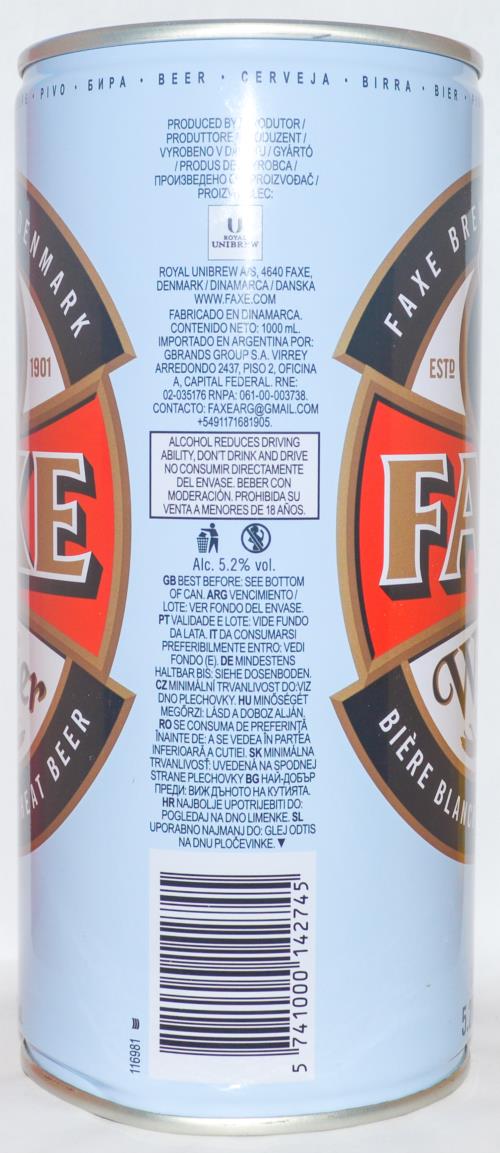 · PIVO · БИРА · BEER · CERVEJA · BIRRA · BIER ·
PRODUCED BY / ODUTOR /
PRODUTTORE
VYROBENO V / GYÁRTÓ
/ PRODUS
ПРОИЗВЕДЕНО PROIZVOĐAČ /
ROYAL
UNIBREW
ROYAL UNIBREW A/S, 4640 FAXE,
DENMARK / DINAMARCA / DANSKA
WWW.FAXE.COM
FABRICADO EN DINAMARCA.
CONTENIDO NETO: 1000 mL.
IMPORTADO EN ARGENTINA POR:
GBRANDS GROUP S.A. VIRREY
ARREDONDO 2437, PISO 2, OFICINA
A, CAPITAL FEDERAL. RNE:
02-035176 RNPA: 061-00-003738.
CONTACTO: FAXEARG@GMAIL.COM
+5491171681905.
ALCOHOL REDUCES DRIVING
ABILITY, DON'T DRINK AND DRIVE
NO CONSUMIR DIRECTAMENTE
DEL ENVASE. BEBER CON
MODERACIÓN. PROHIBIDA SU
VENTA A MENORES DE 18 AÑOS.
Alc. 5.2% vol.
GB BEST BEFORE: SEE BOTTOM
OF CAN. ARG VENCIMIENTO /
LOTE: VER FONDO DEL ENVASE.
PT VALIDADE E LOTE: VIDE FUNDO
DA LATA. IT DA CONSUMARSI
PREFERIBILMENTE ENTRO: VEDI
FONDO (E). DE MINDESTENS
HALTBAR BIS: SIEHE DOSENBODEN.
CZ MINIMÁLNÍ TRVANLIVOST DO:VIZ
DNO PLECHOVKY. HU MINŐSÉGÉT
MEGŐRZI: LÁSD A DOBOZ ALJÁN.
RO SE CONSUMA DE PREFERINȚĂ
ÎNAINTE DE: A SE VEDEA ÎN PARTEA
INFERIOARĂ A CUTIEI. SK MINIMÁLNA
TRVANLIVOSŤ: UVEDENÁ NA SPODNEJ
STRANE PLECHOVKY BG НАЙ-ДОБЪР
ПРЕДИ: ВИЖ ДЪНОТО НА КУТИЯТА.
HR NAJBOLJE UPOTRIJEBITI DO:
POGLEDAJ NA DNO LIMENKE. SL
UPORABNO NAJMANJ DO: GLEJ ODTIS
NA DNU PLOČEVINKE.▼
5 741000 142745
116981
DENMARK
1901
XE
er
EAT BEER
FAXE BRE
ESTD
FA
W
BIÈRE BLANC
5.